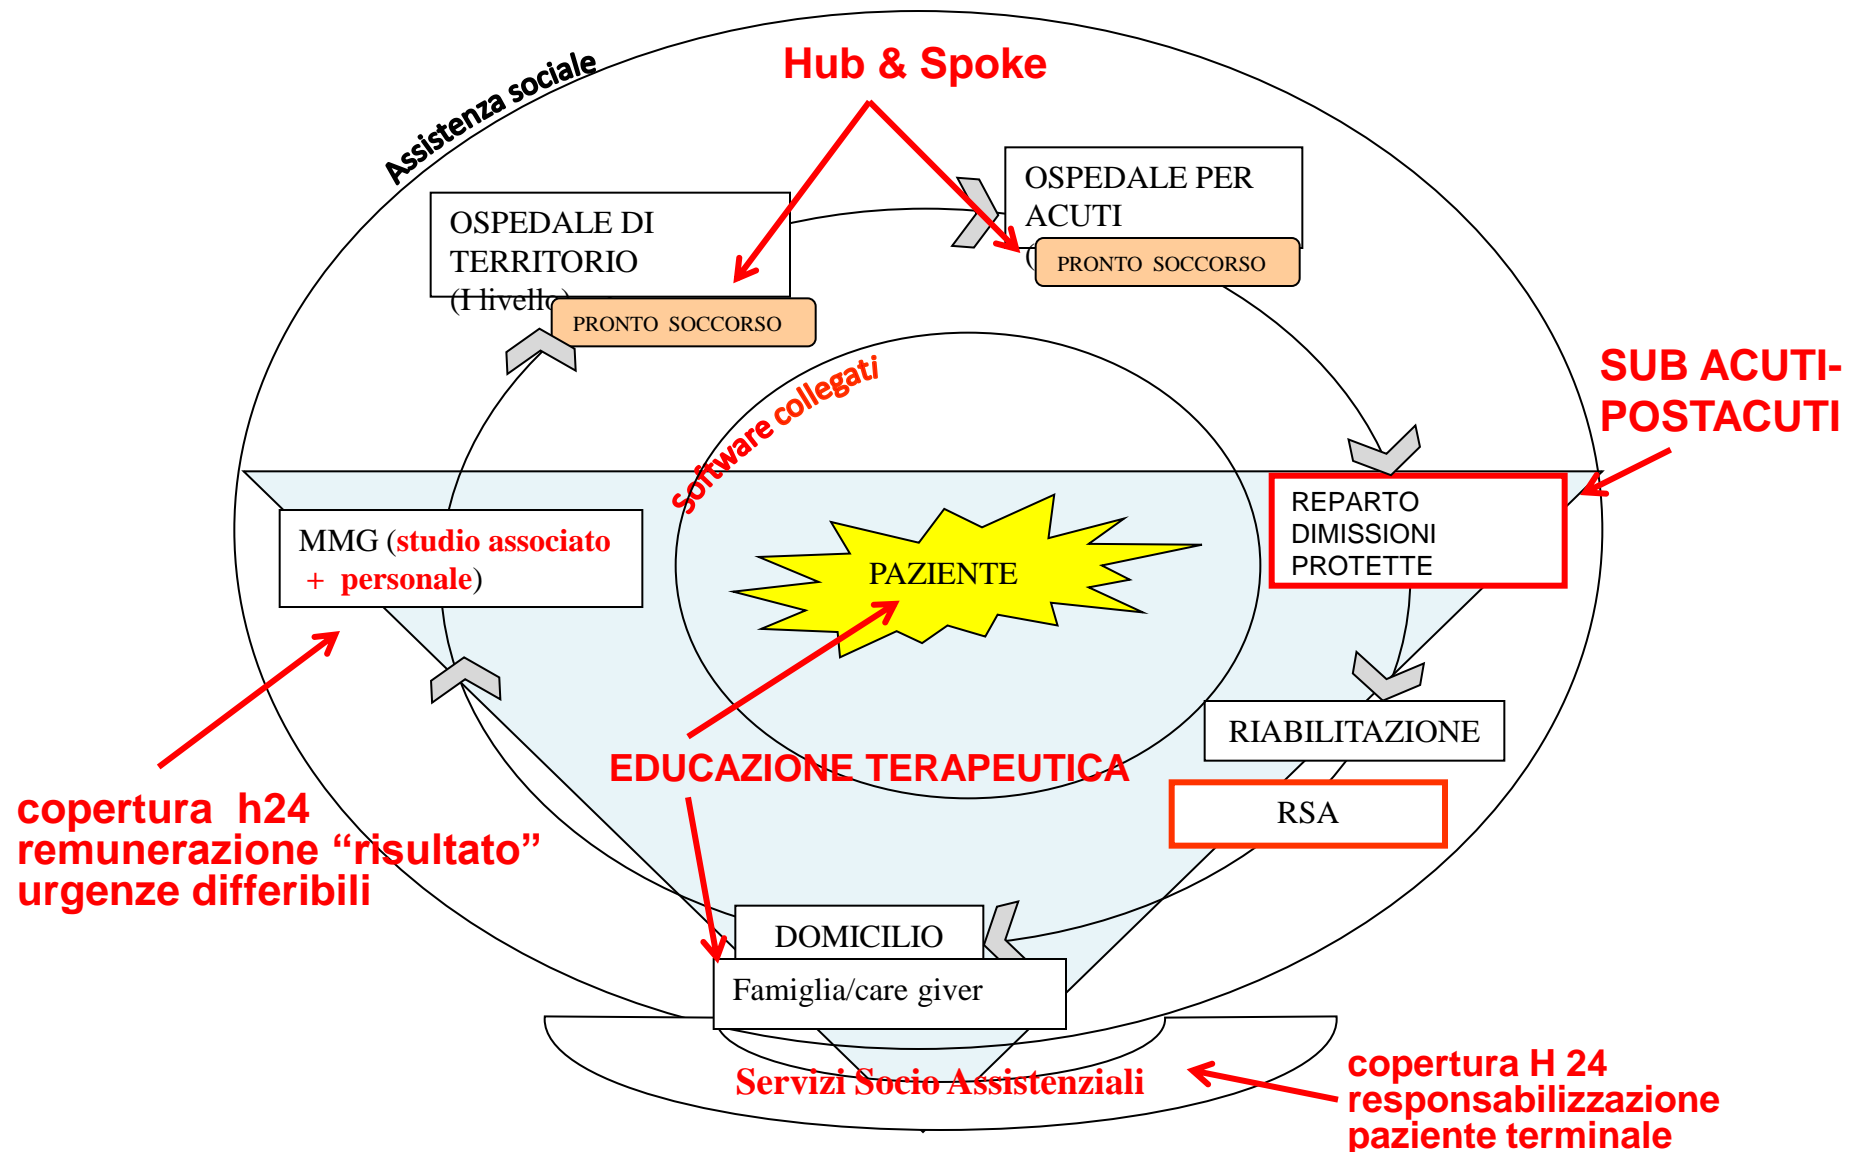 Hub & Spoke
Assistenza sociale
OSPEDALE PER
ACUTI
(
PRONTO SOCCORSO
OSPEDALE DI
TERRITORIO
(I livello)
PRONTO SOCCORSO
SUB ACUTI-
POSTACUTI
Software collegati
REPARTO
DIMISSIONI
PROTETTE
MMG (studio associato
+ personale)
PAZIENTE
RIABILITAZIONE
EDUCAZIONE TERAPEUTICA
RSA
copertura h24
remunerazione “risultato”
urgenze differibili
DOMICILIO
Famiglia/care giver
Servizi Socio Assistenziali
copertura H 24
responsabilizzazione
paziente terminale